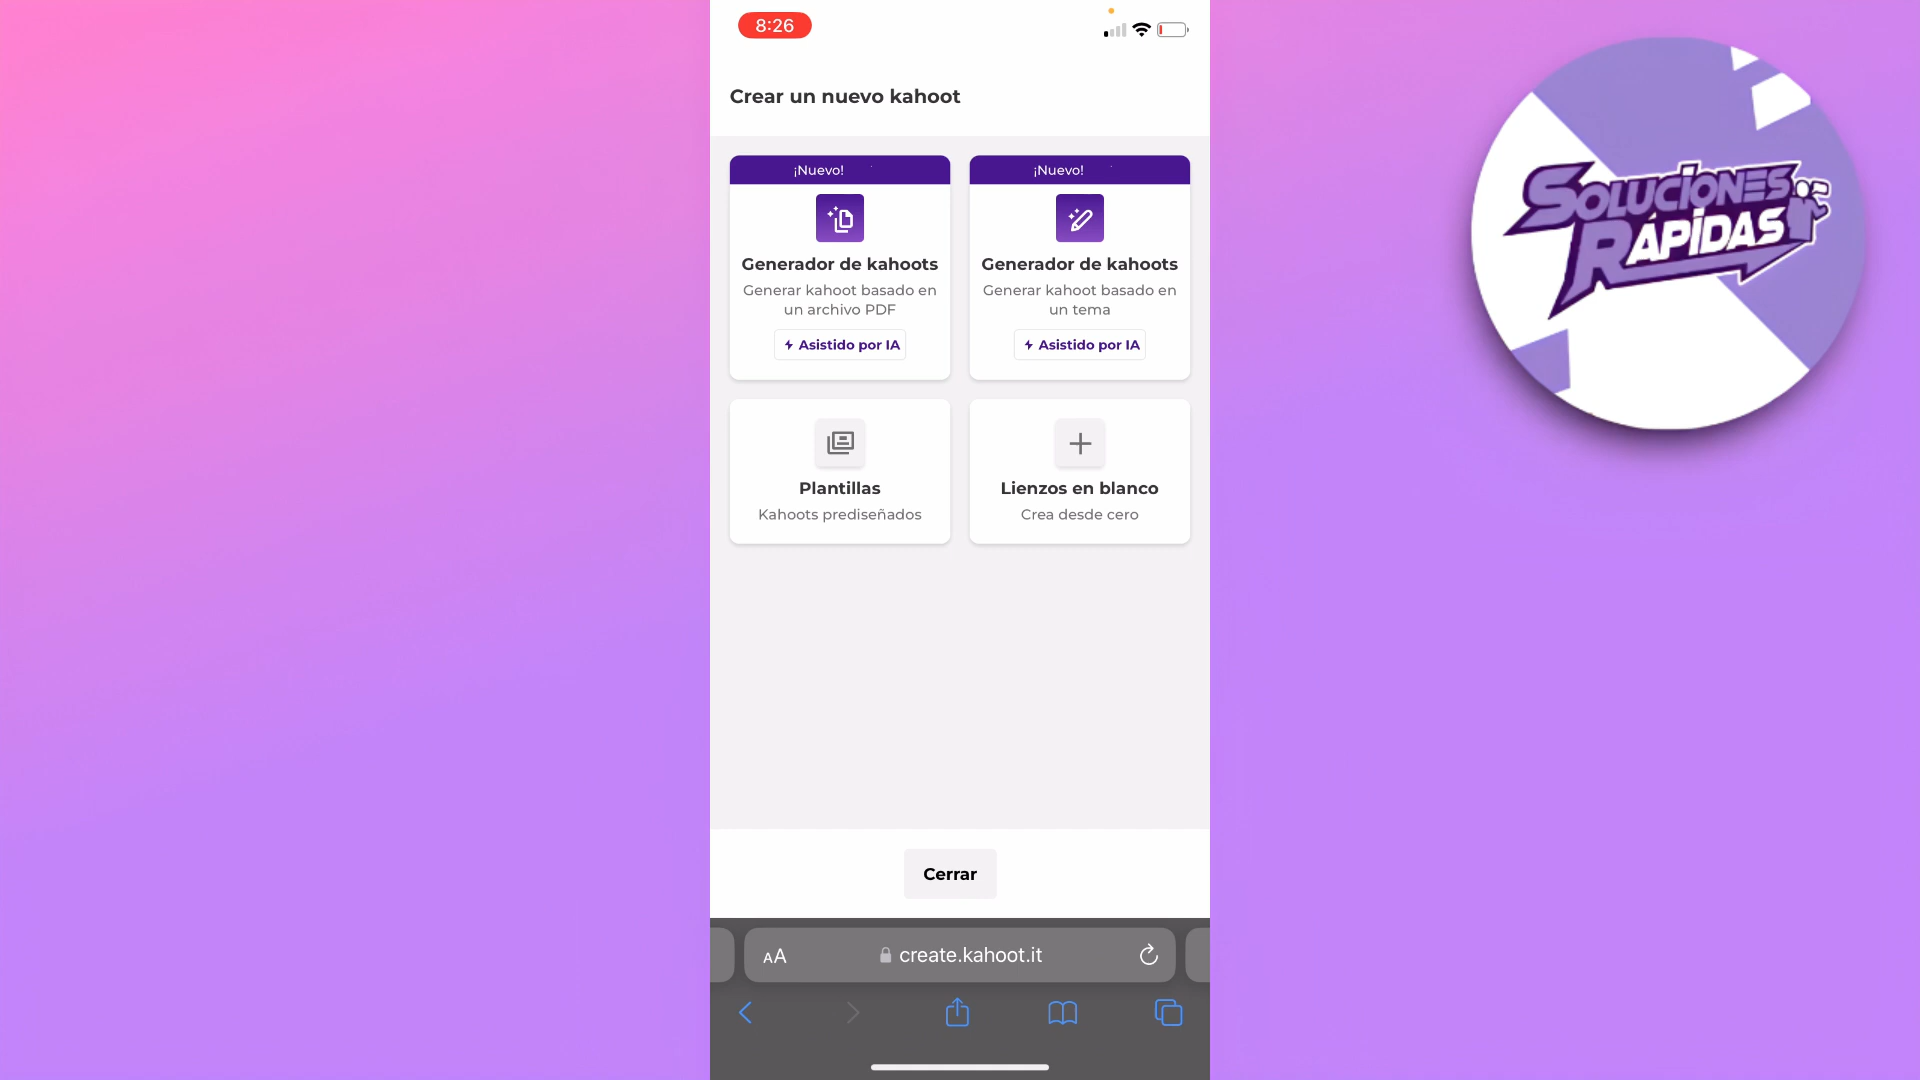 8:26
Crear un nuevo kahoot
¡Nuevo!
Generador de kahoots
Generar kahoot basado en
un archivo PDF
Asistido por IA
¡Nuevo!
Generador de kahoots
Generar kahoot basado en
un tema
Asistido por IA
Plantillas
Kahoots prediseñados
Lienzos en blanco
Crea desde cero
Cerrar
AA
create.kahoot.it
SOLUCIONES
RÁPIDAS